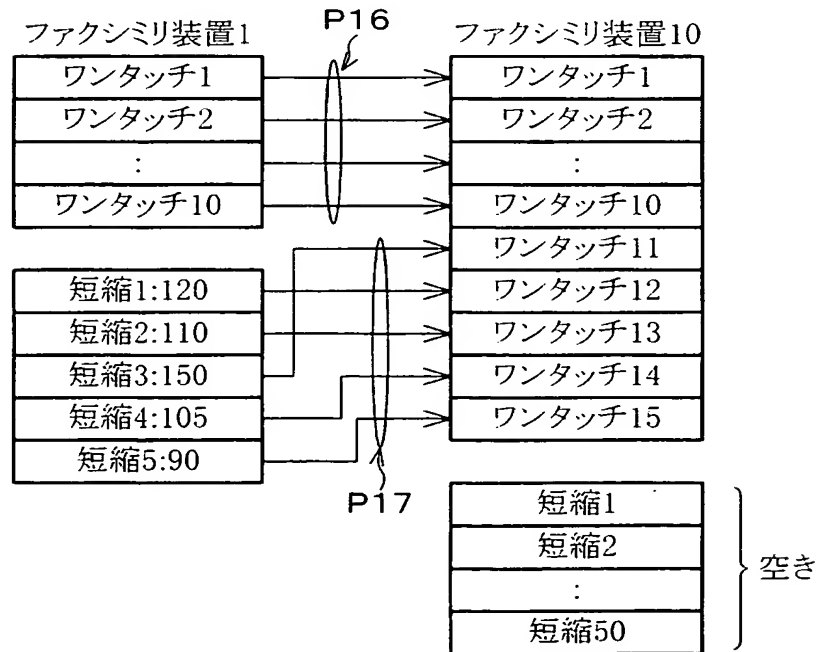 P16
ファクシミリ装置1
ワンタッチ1
ワンタッチ2
:
ワンタッチ10
短縮1:120
短縮2:110
短縮3:150
短縮4:105
短縮5:90
P17
ファクシミリ装置10
ワンタッチ1
ワンタッチ2
:
ワンタッチ10
ワンタッチ11
ワンタッチ12
ワンタッチ13
ワンタッチ14
ワンタッチ15
短縮1
短縮2
:
短縮50
空き